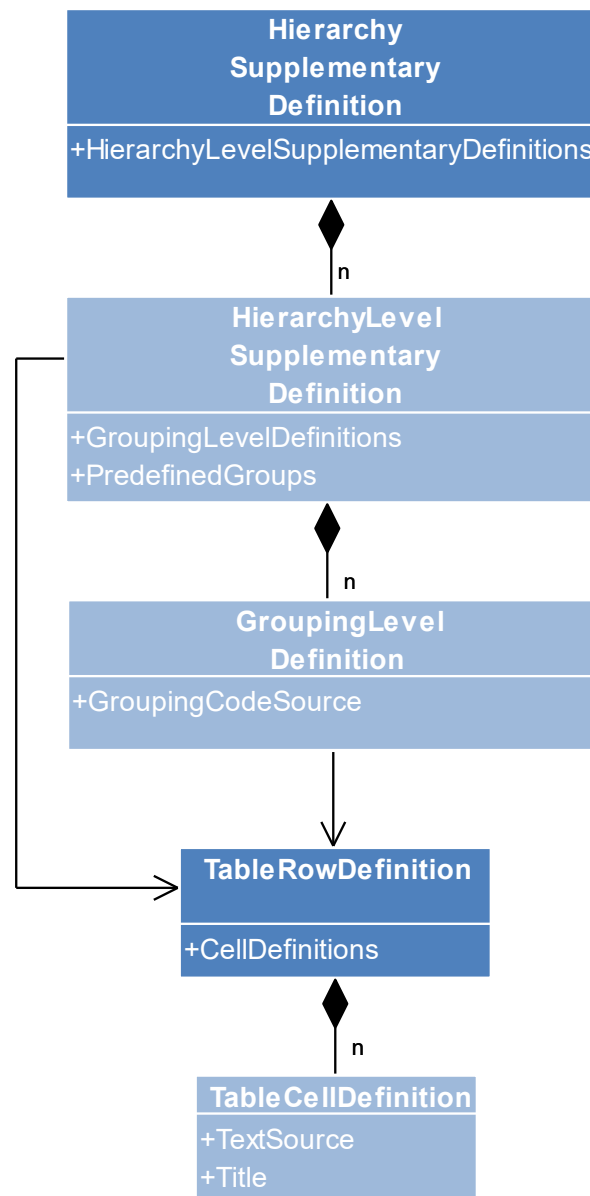 Hierarchy
Supplementary
Definition
+HierarchyLevelSupplementaryDefinitions
n
HierarchyLevel
Supplementary
Definition
+GroupingLevelDefinitions
+PredefinedGroups
n
GroupingLevel
Definition
+GroupingCodeSource
TableRowDefinition
+CellDefinitions
n
TableCellDefinition
+TextSource
+Title